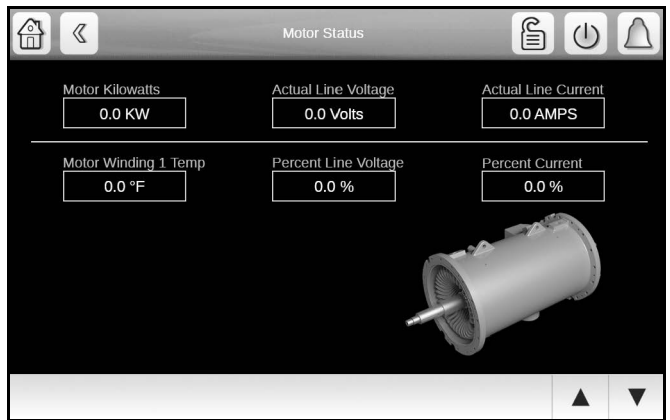 Motor Status
Motor Kilowatts Actual Line Voltage Actual Line Current
0.0 KW 0.0 Volts 0.0 AMPS
Motor Winding 1 Temp Percent Line Voltage Percent Current
0.0 °F 0.0 % 0.0 %